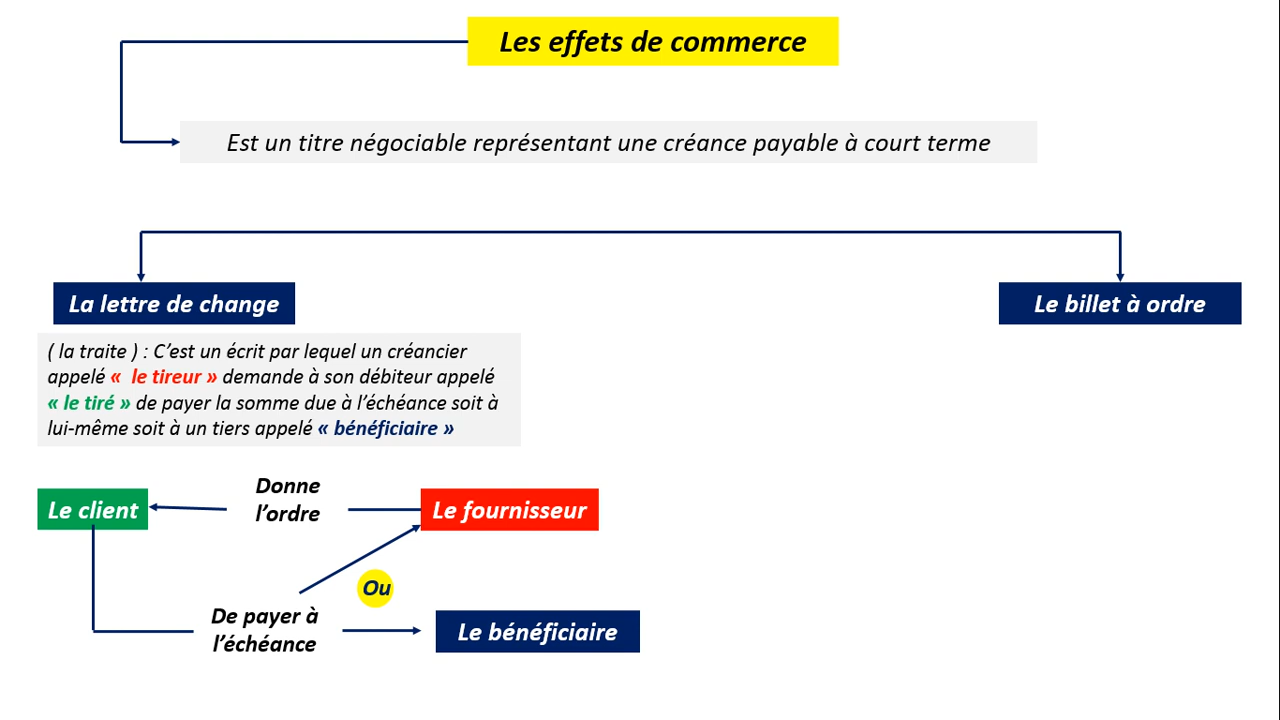 Les effets de commerce
Est un titre négociable représentant une créance payable à court terme
La lettre de change
Le billet à ordre
( la traite ) : C’est un écrit par lequel un créancier
appelé «  le tireur » demande à son débiteur appelé
« le tiré » de payer la somme due à l’échéance soit à
lui-même soit à un tiers appelé « bénéficiaire »
Le client
Donne
l’ordre
Le fournisseur
Ou
De payer à
l’échéance
Le bénéficiaire